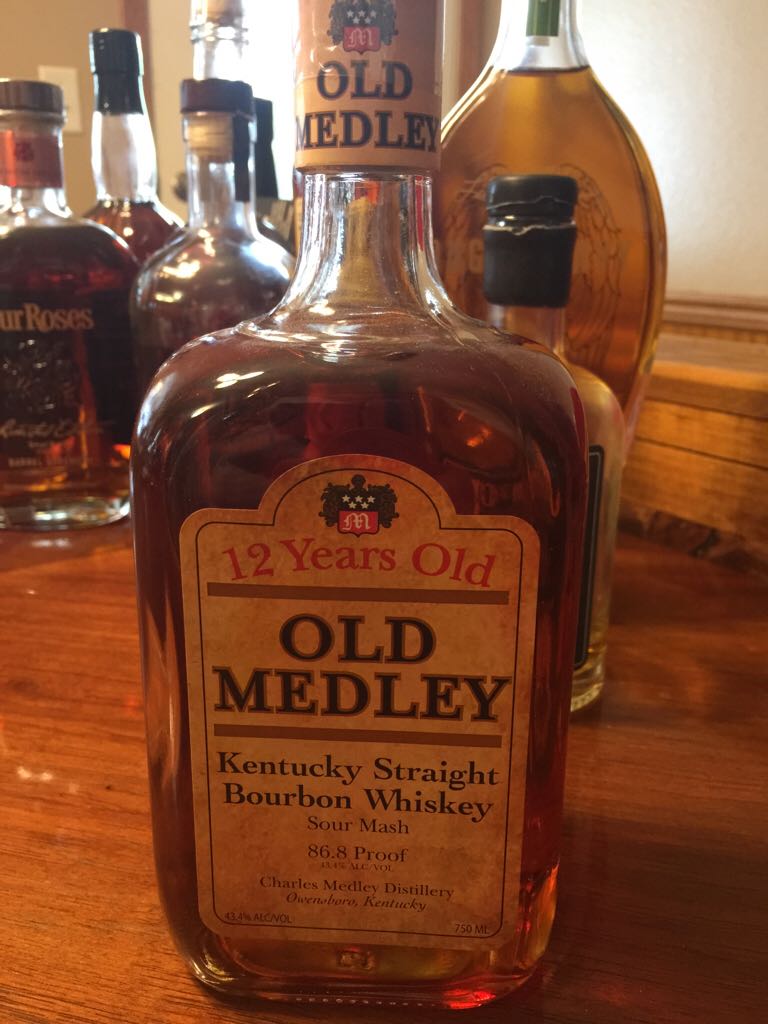 M
OLD
MEDLEY
ur Roses
M
12 Years Old
OLD
MEDLEY
Kentucky Straight
Bourbon Whiskey
Sour Mash
86.8 Proof
43.4% ALC/VOL
Charles Medley Distillery
Owensboro, Kentucky
43.4% ALC/VOL
750 ML